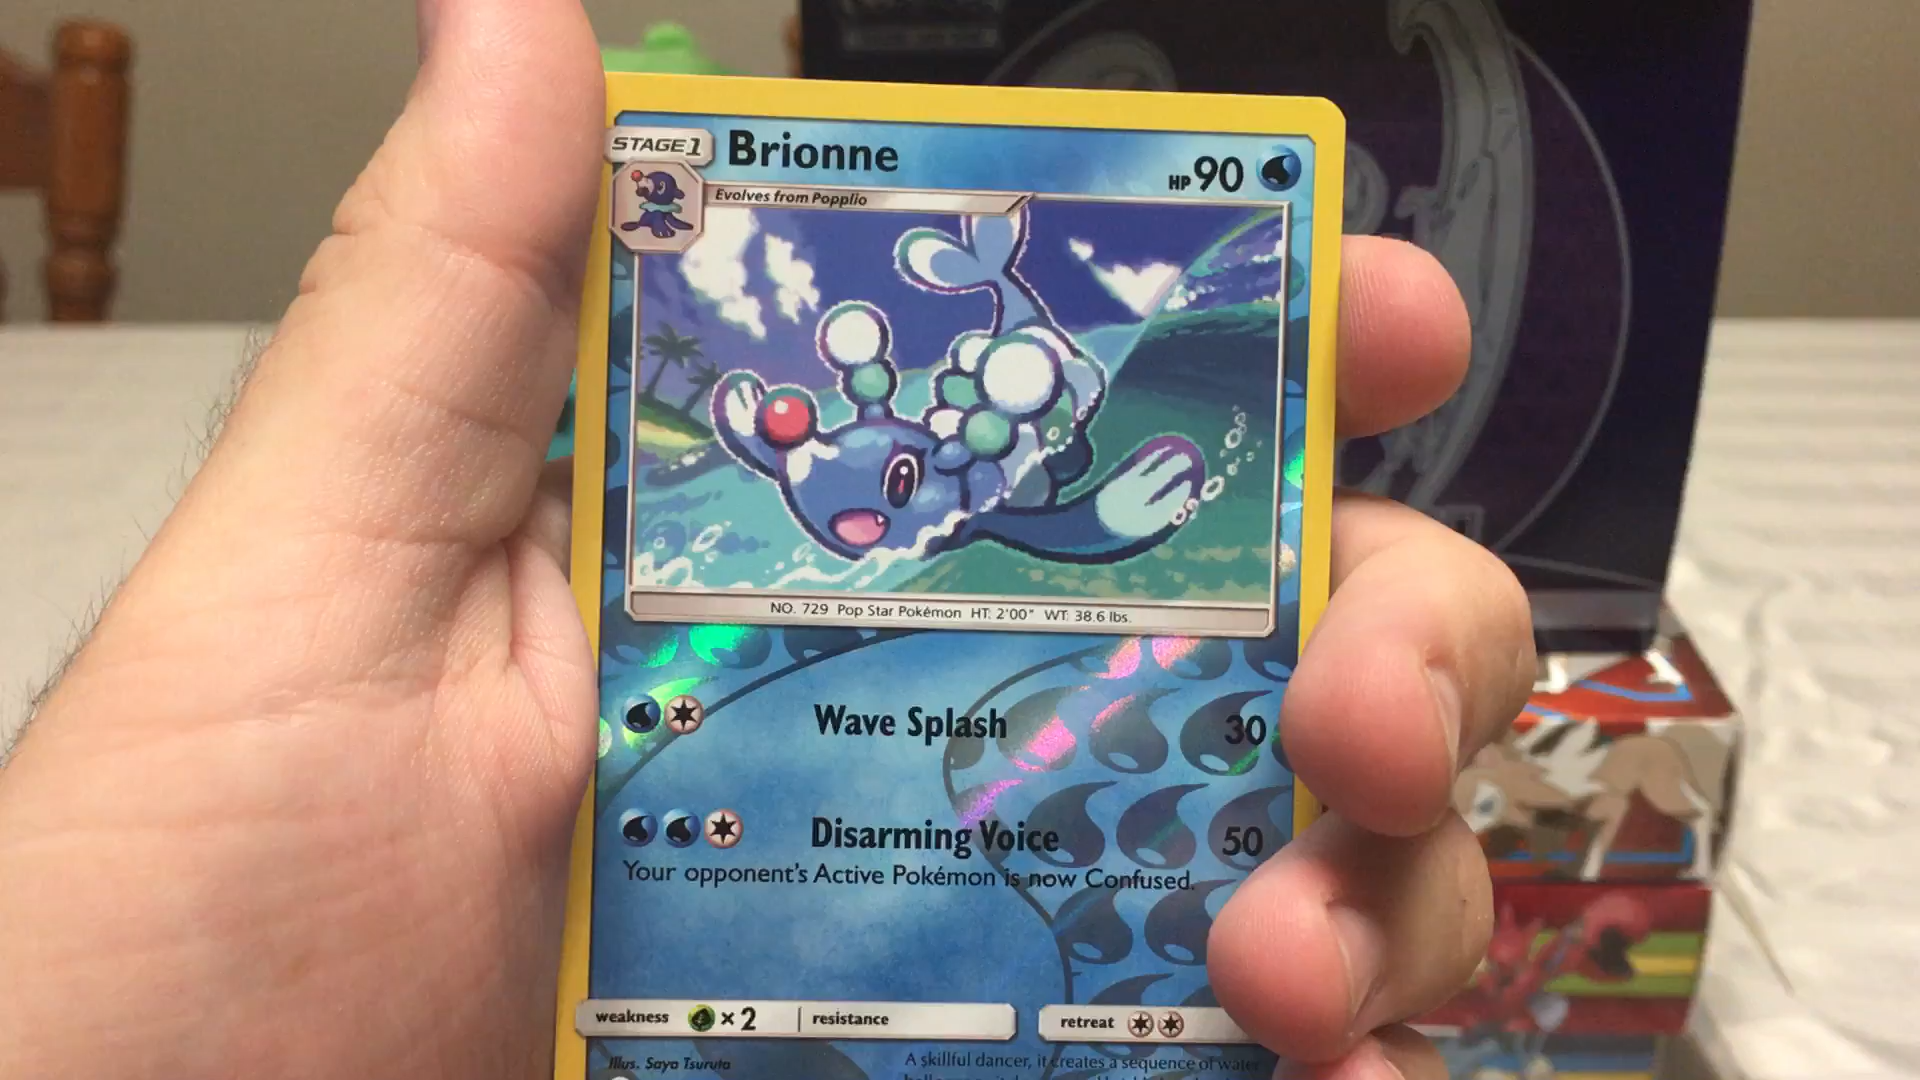 STAGE1 Brionne HP 90
Evolves from Popplio
NO. 729 Pop Star Pokémon HT: 2'00" WT: 38.6 lbs.
Wave Splash 30
Disarming Voice 50
Your opponent's Active Pokémon is now Confused.
weakness ×2 resistance retreat
Illus. Saya Tsuruta
A skillful dancer, it creates a sequence of water